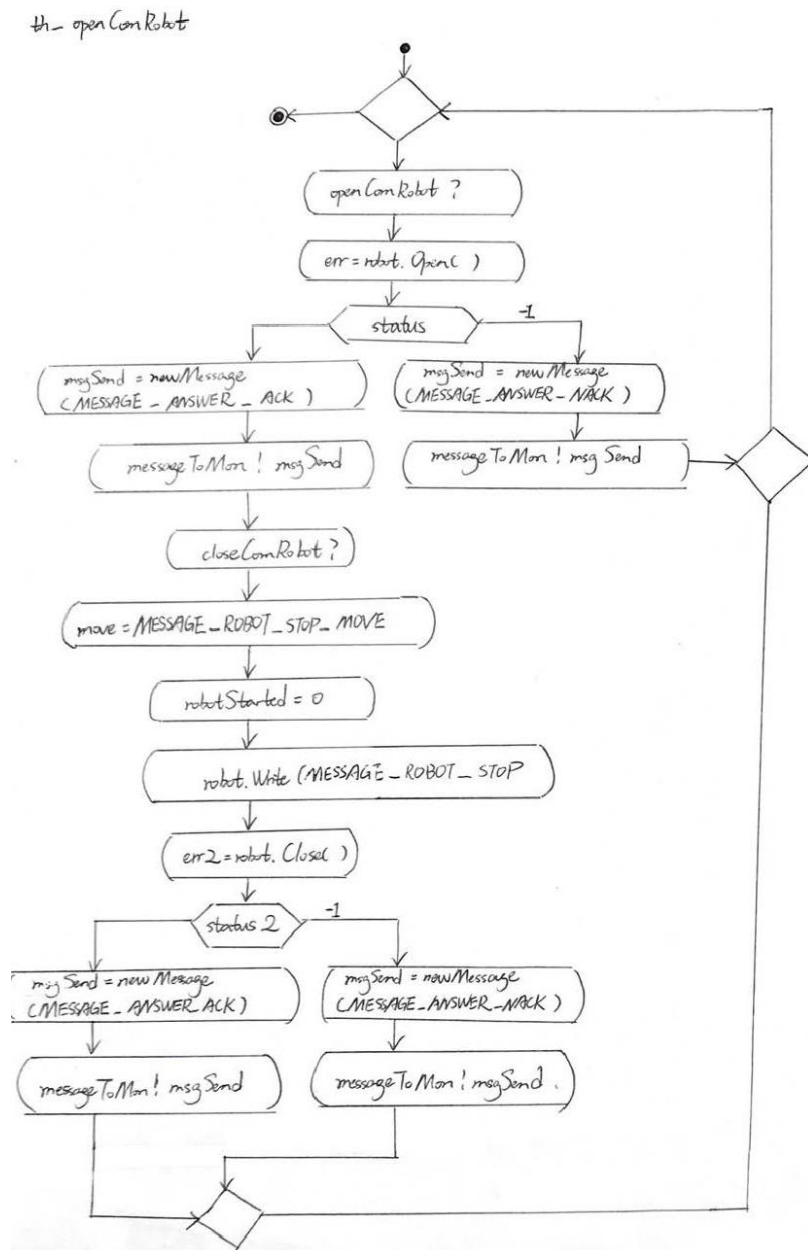 th_openComRobot
openComRobot ?
err=robot.Open( )
status
-1
msgSend = newMessage
(MESSAGE_ANSWER_ACK)
msgSend = newMessage
(MESSAGE_ANSWER_NACK)
messageToMon ! msgSend
messageToMon ! msgSend
closeComRobot ?
move = MESSAGE_ROBOT_STOP_MOVE
robotStarted = 0
robot.Write (MESSAGE_ROBOT_STOP
err2=robot.Close( )
status 2
-1
msgSend = newMessage
(MESSAGE_ANSWER_ACK)
msgSend = newMessage
(MESSAGE_ANSWER_NACK)
messageToMon ! msgSend
messageToMon ! msgSend.